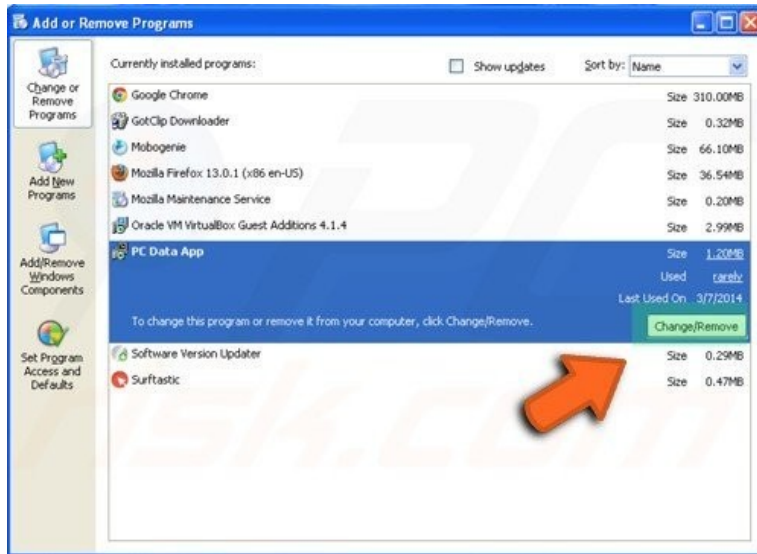 Add or Remove Programs
Change or
Remove
Programs
Add New
Programs
Add/Remove
Windows
Components
Set Program
Access and
Defaults
Currently installed programs:
Show updates
Sort by: Name
Google Chrome Size 310.00MB
GotClip Downloader Size 0.32MB
Mobogenie Size 66.10MB
Mozilla Firefox 13.0.1 (x86 en-US) Size 36.54MB
Mozilla Maintenance Service Size 0.20MB
Oracle VM VirtualBox Guest Additions 4.1.4 Size 2.99MB
PC Data App Size 1.20MB
Used rarely
Last Used On 3/7/2014
To change this program or remove it from your computer, click Change/Remove.
Change/Remove
Software Version Updater Size 0.29MB
Surftastic Size 0.47MB
PC
risk.com